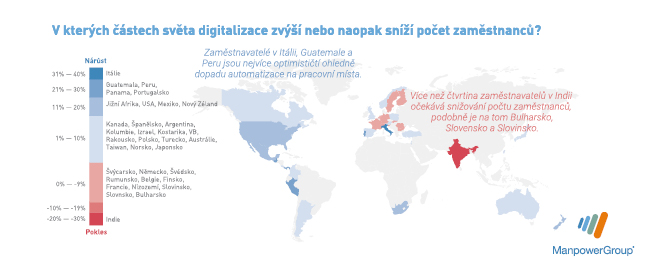 V kterých částech světa digitalizace zvýší nebo naopak sníží počet zaměstnanců?
Zaměstnavatelé v Itálii, Guatemale a
Peru jsou nejvíce optimističtí ohledně
dopadu automatizace na pracovní místa.
Nárůst
31% — 40%
Itálie
21% — 30%
Guatemala, Peru,
Panama, Portugalsko
11% — 20%
Jižní Afrika, USA, Mexiko, Nový Zéland
1% — 10%
Kanada, Španělsko, Argentina,
Kolumbie, Izrael, Kostarika, VB,
Rakousko, Polsko, Turecko, Austrálie,
Taiwan, Norsko, Japonsko
0% — -9%
Švýcarsko, Německo, Švédsko,
Rumunsko, Belgie, Finsko,
Francie, Nizozemí, Slovinsko,
Slovnsko, Bulharsko
-10% — -19%
-20% — -30%
Indie
Pokles
Více než čtvrtina zaměstnavatelů v Indii
očekává snižování počtu zaměstnanců,
podobně je na tom Bulharsko,
Slovensko a Slovinsko.
ManpowerGroup